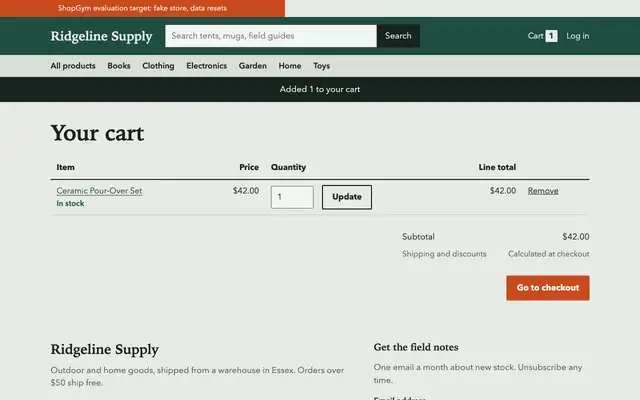 ShopGym evaluation target: fake store, data resets
Ridgeline Supply
Search tents, mugs, field guides
Search
Cart 1
Log in
All products
Books
Clothing
Electronics
Garden
Home
Toys
Added 1 to your cart
Your cart
Item
Price
Quantity
Line total
Ceramic Pour-Over Set
In stock
$42.00
1
Update
$42.00
Remove
Subtotal
$42.00
Shipping and discounts
Calculated at checkout
Go to checkout
Ridgeline Supply
Outdoor and home goods, shipped from a warehouse in Essex. Orders over
$50 ship free.
Get the field notes
One email a month about new stock. Unsubscribe any
time.
Email address